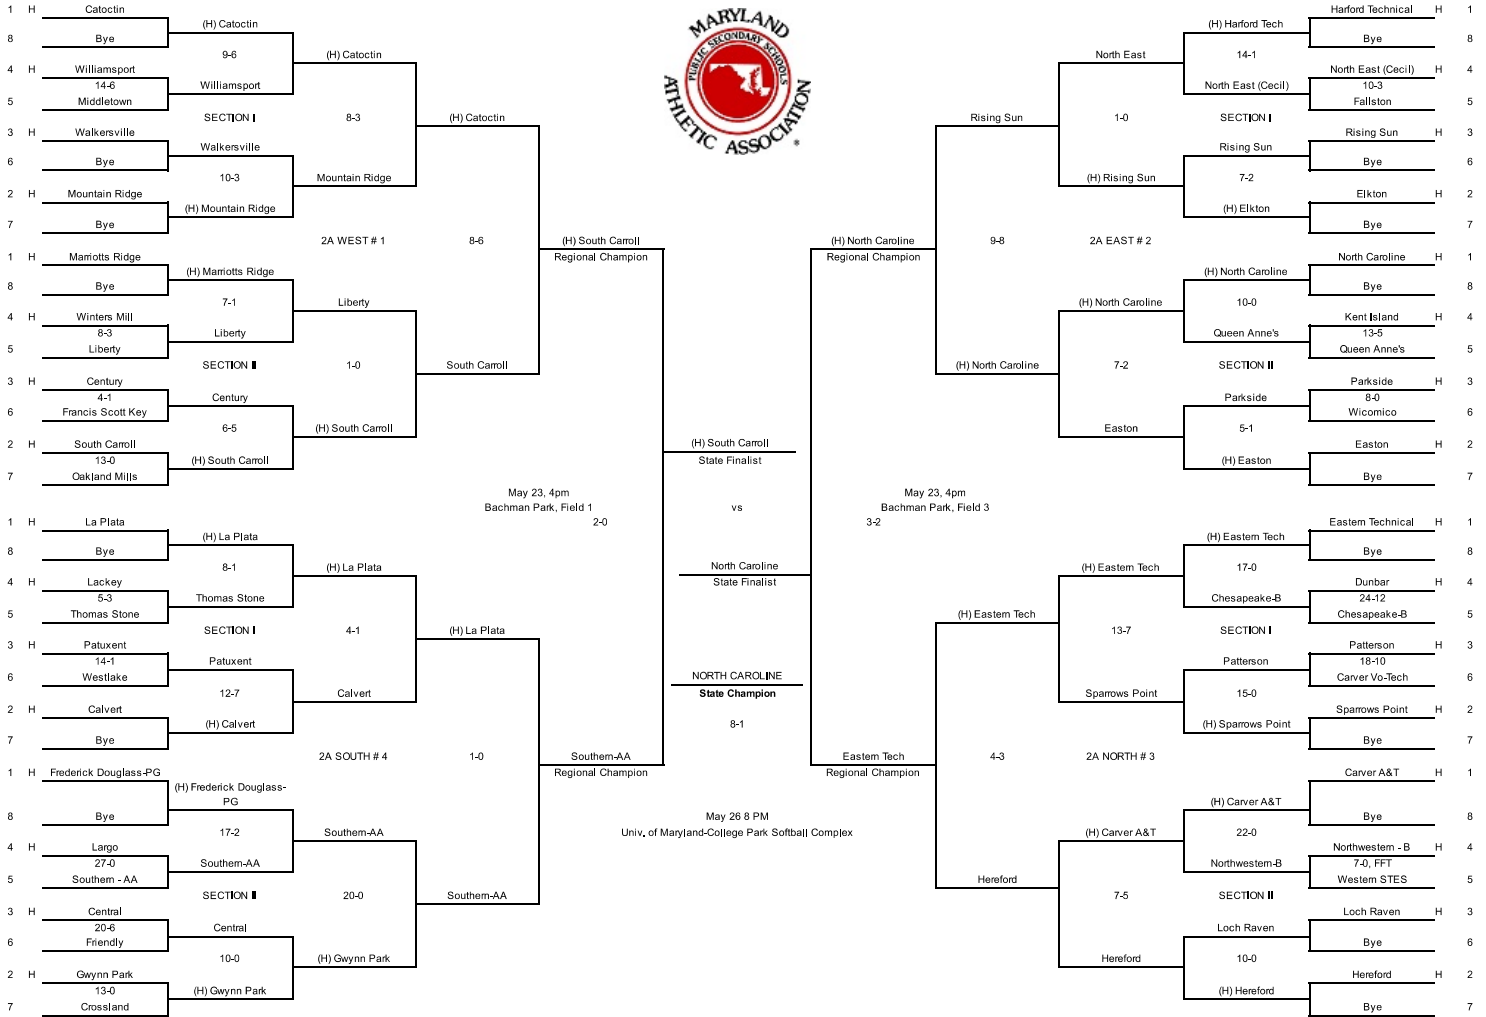 1 H Catoctin
8 Bye
(H) Catoctin
9-6
4 H Williamsport
14-6
5 Middletown
Williamsport
(H) Catoctin
SECTION I
8-3
3 H Walkersville
6 Bye
Walkersville
10-3
2 H Mountain Ridge
7 Bye
(H) Mountain Ridge
Mountain Ridge
(H) Catoctin
2A WEST # 1
8-6
1 H Marriotts Ridge
8 Bye
(H) Marriotts Ridge
7-1
4 H Winters Mill
8-3
5 Liberty
Liberty
Liberty
SECTION II
1-0
3 H Century
4-1
6 Francis Scott Key
Century
6-5
2 H South Carroll
13-0
7 Oakland Mills
(H) South Carroll
(H) South Carroll
South Carroll
(H) South Carroll
Regional Champion
May 23, 4pm
Bachman Park, Field 1
2-0
1 H La Plata
8 Bye
(H) La Plata
8-1
4 H Lackey
5-3
5 Thomas Stone
Thomas Stone
(H) La Plata
SECTION I
4-1
3 H Patuxent
14-1
6 Westlake
Patuxent
12-7
2 H Calvert
7 Bye
(H) Calvert
Calvert
(H) La Plata
2A SOUTH # 4
1-0
1 H Frederick Douglass-PG
8 Bye
(H) Frederick Douglass-
PG
17-2
4 H Largo
27-0
5 Southern - AA
Southern-AA
Southern-AA
SECTION II
20-0
3 H Central
20-6
6 Friendly
Central
10-0
2 H Gwynn Park
13-0
7 Crossland
(H) Gwynn Park
(H) Gwynn Park
Southern-AA
Southern-AA
Regional Champion
MARYLAND
PUBLIC SECONDARY SCHOOLS
ATHLETIC ASSOCIATION
®
(H) South Carroll
State Finalist
vs
North Caroline
State Finalist
NORTH CAROLINE
State Champion
8-1
May 26 8 PM
Univ. of Maryland-College Park Softball Complex
Harford Technical H 1
Bye 8
(H) Harford Tech
14-1
North East (Cecil) H 4
10-3
Fallston 5
North East (Cecil)
North East
SECTION I
1-0
Rising Sun H 3
Bye 6
Rising Sun
7-2
Elkton H 2
Bye 7
(H) Elkton
(H) Rising Sun
Rising Sun
2A EAST # 2
9-8
North Caroline H 1
Bye 8
(H) North Caroline
10-0
Kent Island H 4
13-5
Queen Anne's 5
Queen Anne's
(H) North Caroline
SECTION II
7-2
Parkside H 3
8-0
Wicomico 6
Parkside
5-1
Easton H 2
Bye 7
(H) Easton
Easton
(H) North Caroline
(H) North Caroline
Regional Champion
May 23, 4pm
Bachman Park, Field 3
3-2
Eastern Technical H 1
Bye 8
(H) Eastern Tech
17-0
Dunbar H 4
24-12
Chesapeake-B 5
Chesapeake-B
(H) Eastern Tech
SECTION I
13-7
Patterson H 3
18-10
Carver Vo-Tech 6
Patterson
15-0
Sparrows Point H 2
Bye 7
(H) Sparrows Point
Sparrows Point
(H) Eastern Tech
2A NORTH # 3
4-3
Carver A&T H 1
Bye 8
(H) Carver A&T
22-0
Northwestern - B H 4
7-0, FFT
Western STES 5
Northwestern-B
(H) Carver A&T
SECTION II
7-5
Loch Raven H 3
Bye 6
Loch Raven
10-0
Hereford H 2
Bye 7
(H) Hereford
Hereford
Hereford
Eastern Tech
Regional Champion